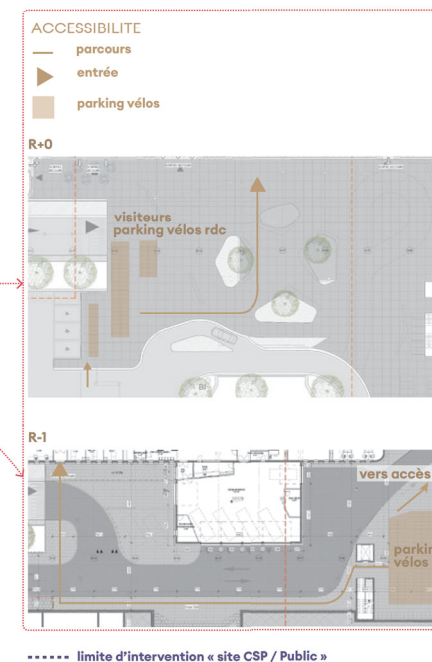 ACCESSIBILITE
parcours
entrée
parking vélos
R+0
visiteurs
parking vélos rdc
R-1
vers accès
parkin
vélos
limite d'intervention « site CSP / Public »